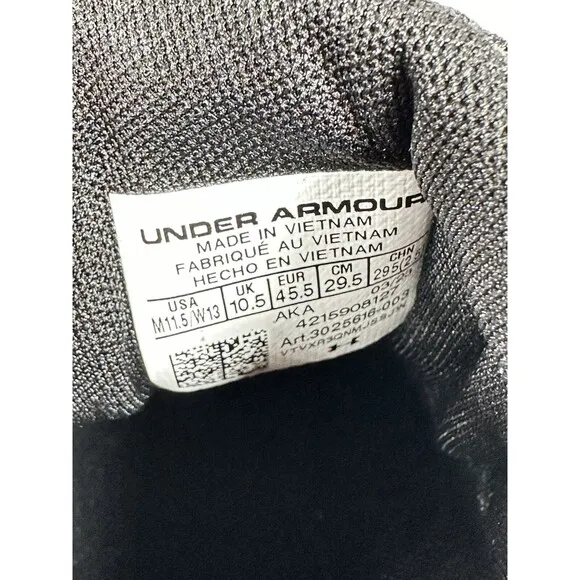 UNDER ARMOUR
MADE IN VIETNAM
FABRIQUÉ AU VIETNAM
HECHO EN VIETNAM
USA UK EUR CM CHN
M11.5/W13 10.5 45.5 29.5
AKA
Art.3025616-003